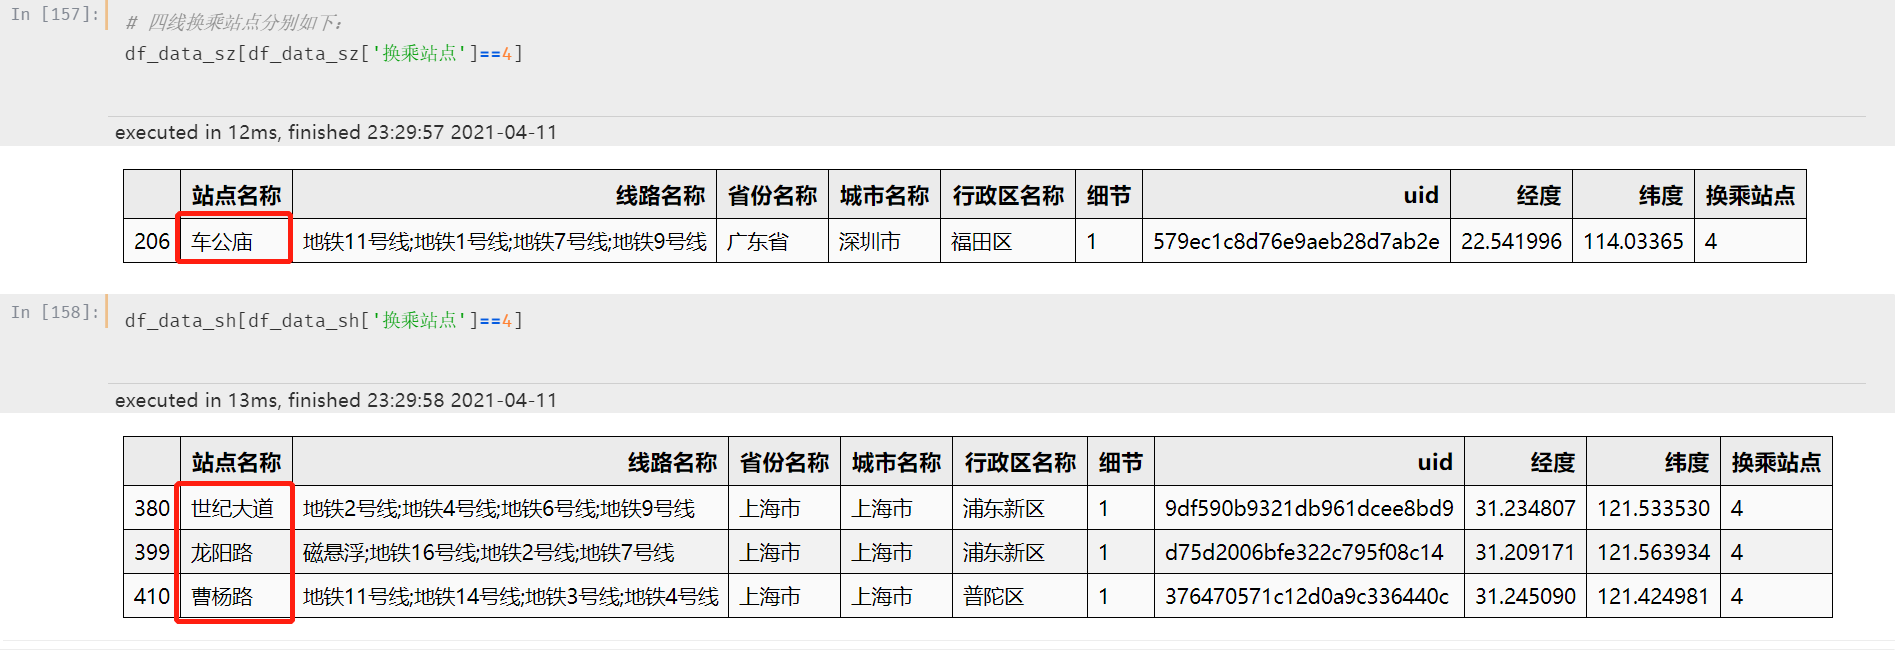 In [157]:
# 四线换乘站点分别如下:
df_data_sz[df_data_sz['换乘站点']==4]
executed in 12ms, finished 23:29:57 2021-04-11
站点名称 线路名称 省份名称 城市名称 行政区名称 细节 uid 经度 纬度 换乘站点
206 车公庙 地铁11号线;地铁1号线;地铁7号线;地铁9号线 广东省 深圳市 福田区 1 579ec1c8d76e9aeb28d7ab2e 22.541996 114.03365 4
In [158]:
df_data_sh[df_data_sh['换乘站点']==4]
executed in 13ms, finished 23:29:58 2021-04-11
站点名称 线路名称 省份名称 城市名称 行政区名称 细节 uid 经度 纬度 换乘站点
380 世纪大道 地铁2号线;地铁4号线;地铁6号线;地铁9号线 上海市 上海市 浦东新区 1 9df590b9321db961dcee8bd9 31.234807 121.533530 4
399 龙阳路 磁悬浮;地铁16号线;地铁2号线;地铁7号线 上海市 上海市 浦东新区 1 d75d2006bfe322c795f08c14 31.209171 121.563934 4
410 曹杨路 地铁11号线;地铁14号线;地铁3号线;地铁4号线 上海市 上海市 普陀区 1 376470571c12d0a9c336440c 31.245090 121.424981 4